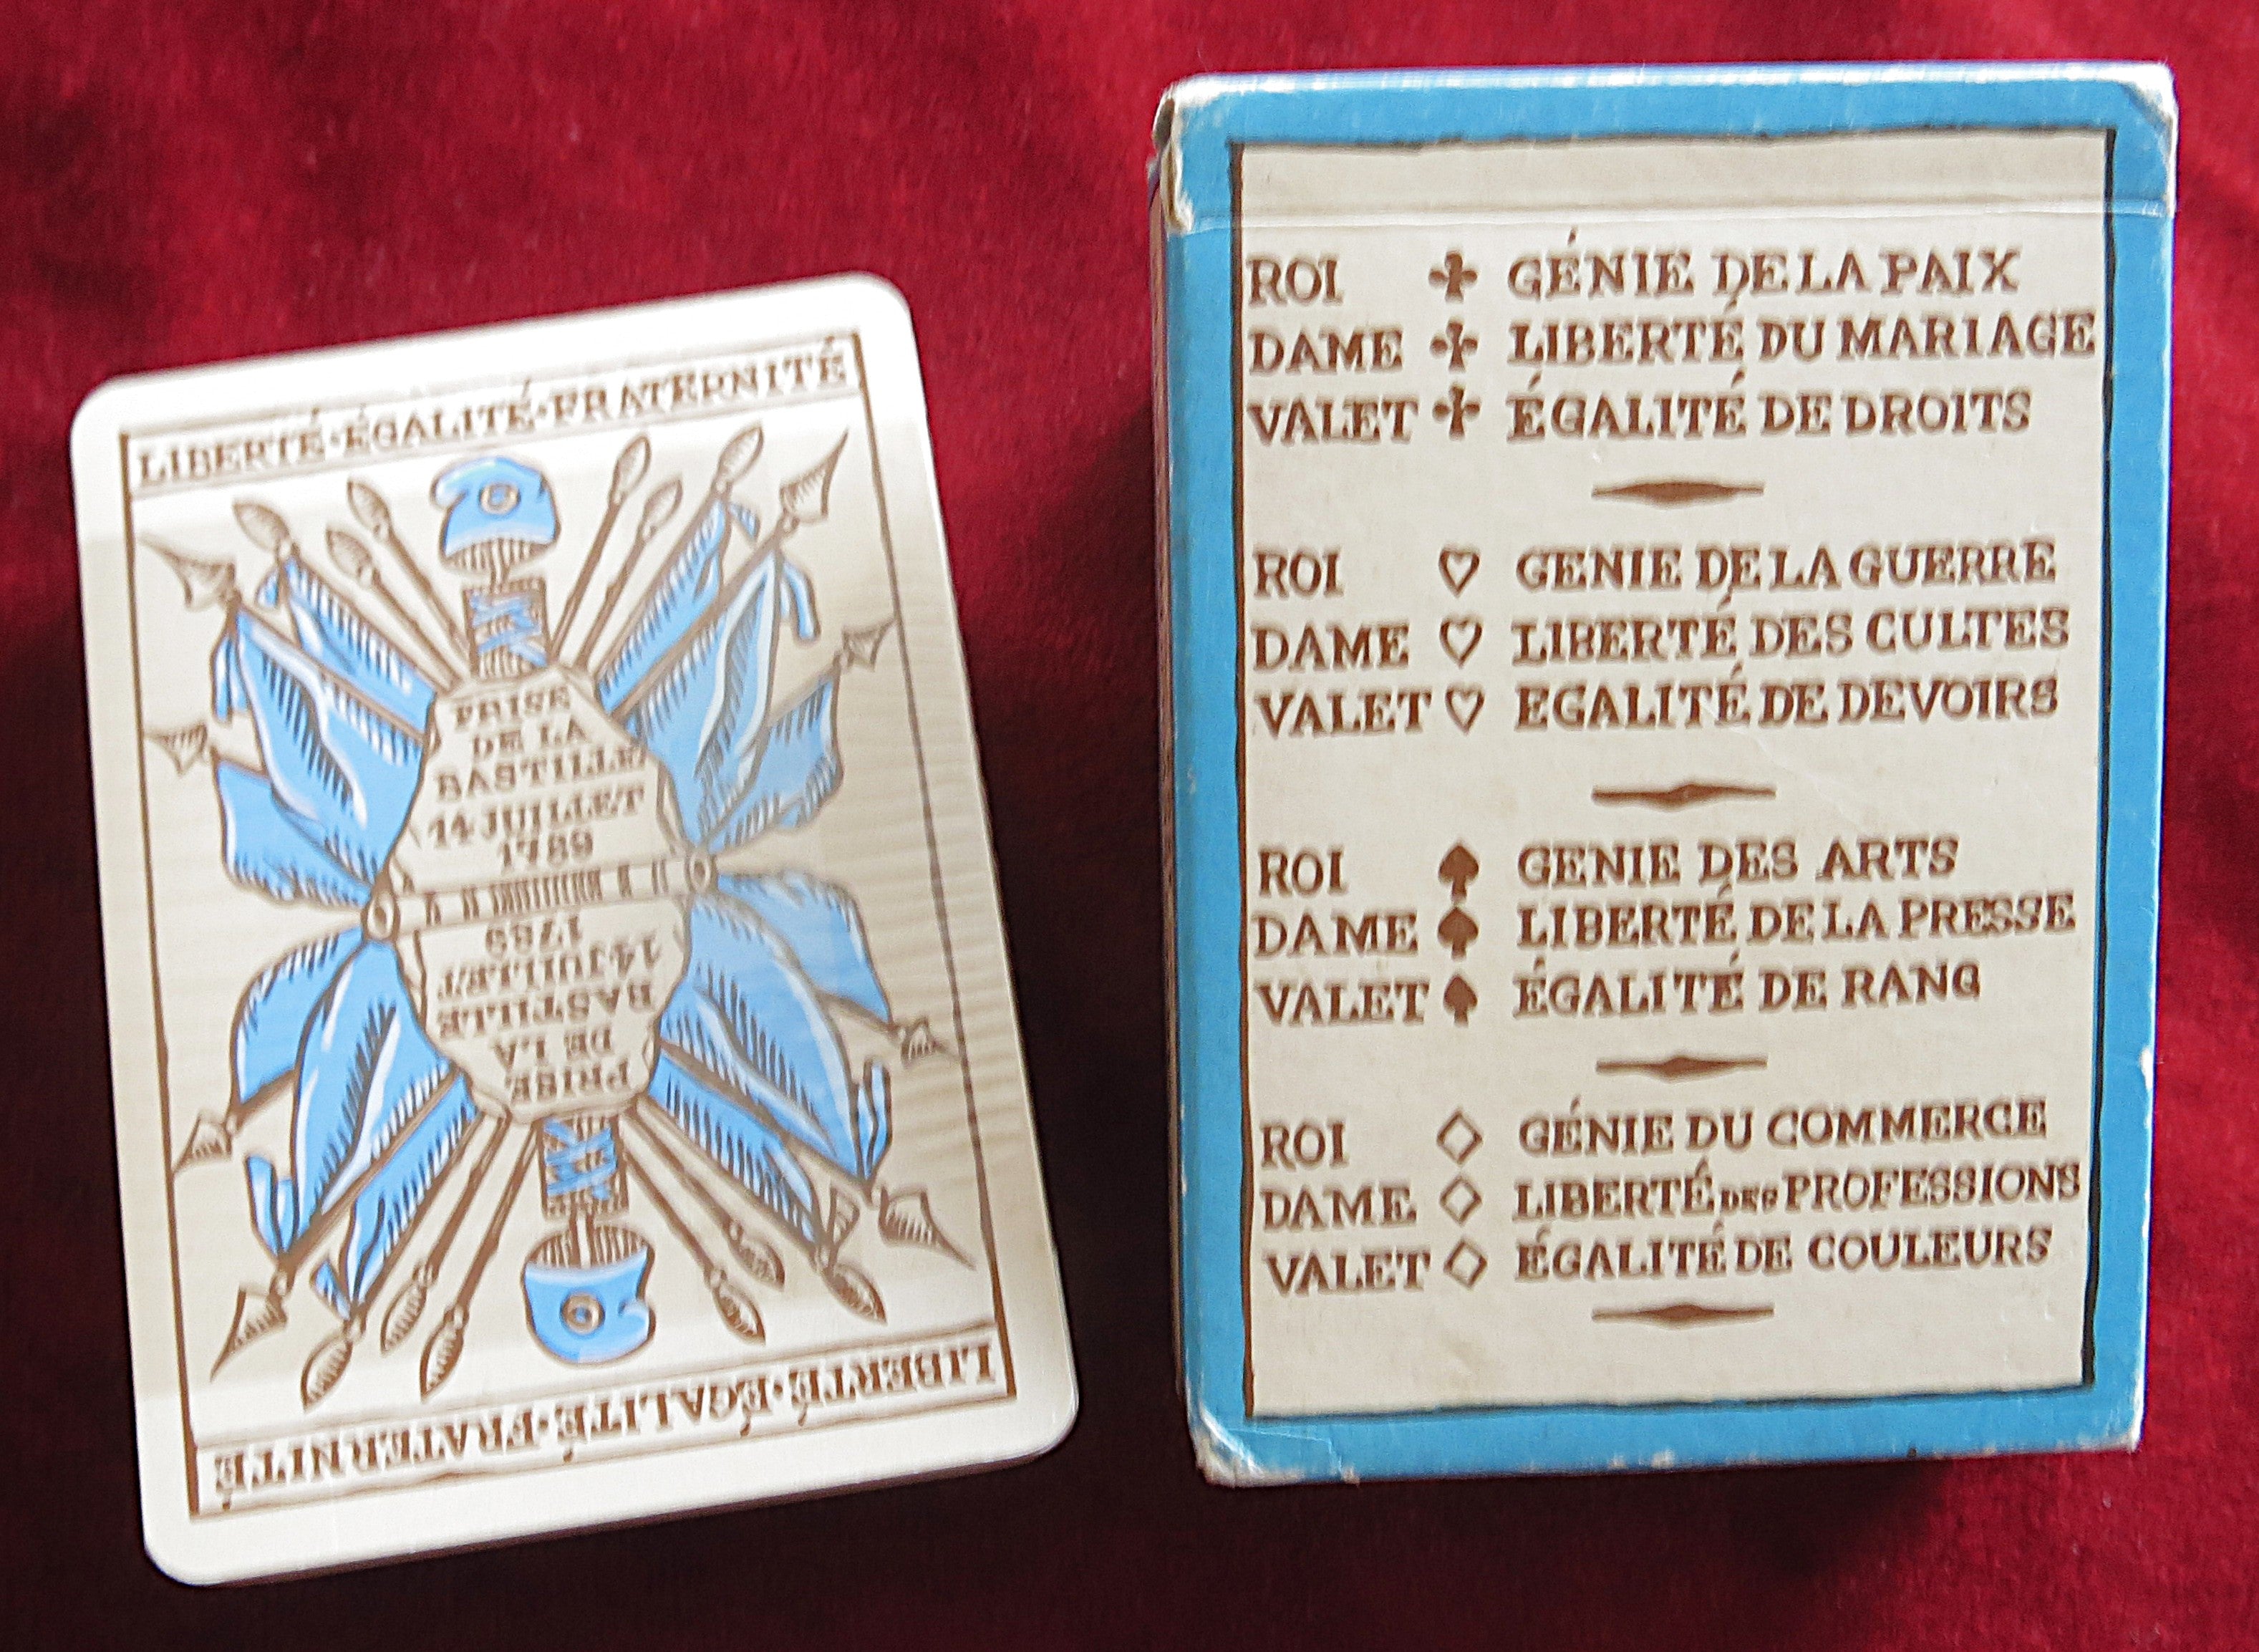 LIBERTÉ·ÉGALITÉ·FRATERNITÉ
PRISE
DE LA
BASTILLE
14 JUILLET
1789
1789
14 JUILLET
BASTILLE
DE LA
PRISE
LIBERTÉ·ÉGALITÉ·FRATERNITÉ
ROI ♣ GÉNIE DE LA PAIX
DAME ♣ LIBERTÉ DU MARIAGE
VALET ♣ ÉGALITÉ DE DROITS
ROI ♡ GENIE DE LA GUERRE
DAME ♡ LIBERTÉ DES CULTES
VALET ♡ EGALITÉ DE DEVOIRS
ROI ♠ GENIE DES ARTS
DAME ♠ LIBERTÉ DE LA PRESSE
VALET ♠ ÉGALITÉ DE RANG
ROI ♢ GÉNIE DU COMMERCE
DAME ♢ LIBERTÉ DES PROFESSIONS
VALET ♢ ÉGALITÉ DE COULEURS